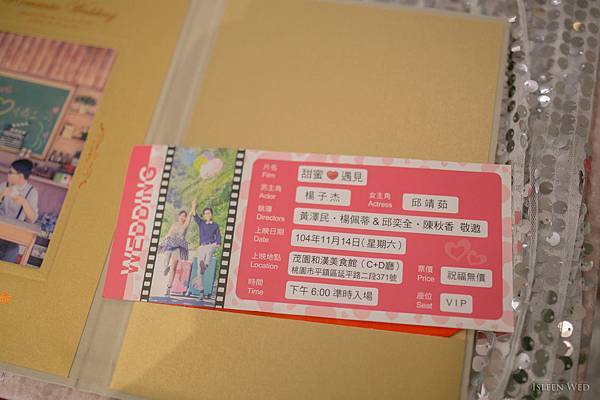 Romantic Wedding
WEDDING
片名 甜蜜❤遇見
Film
男主角 楊子杰 女主角 邱靖茹
Actor Actress
執導 黃澤民・楊佩蒂 & 邱奕全・陳秋香 敬邀
Directors
上映日期 104年11月14日(星期六)
Date
上映地點 茂園和漢美食館(C+D廳)
Location 桃園市平鎮區延平路二段371號
票價 祝福無價
Price
時間 下午 6:00 準時入場
Time
座位 VIP
Seat
ISLEEN WED